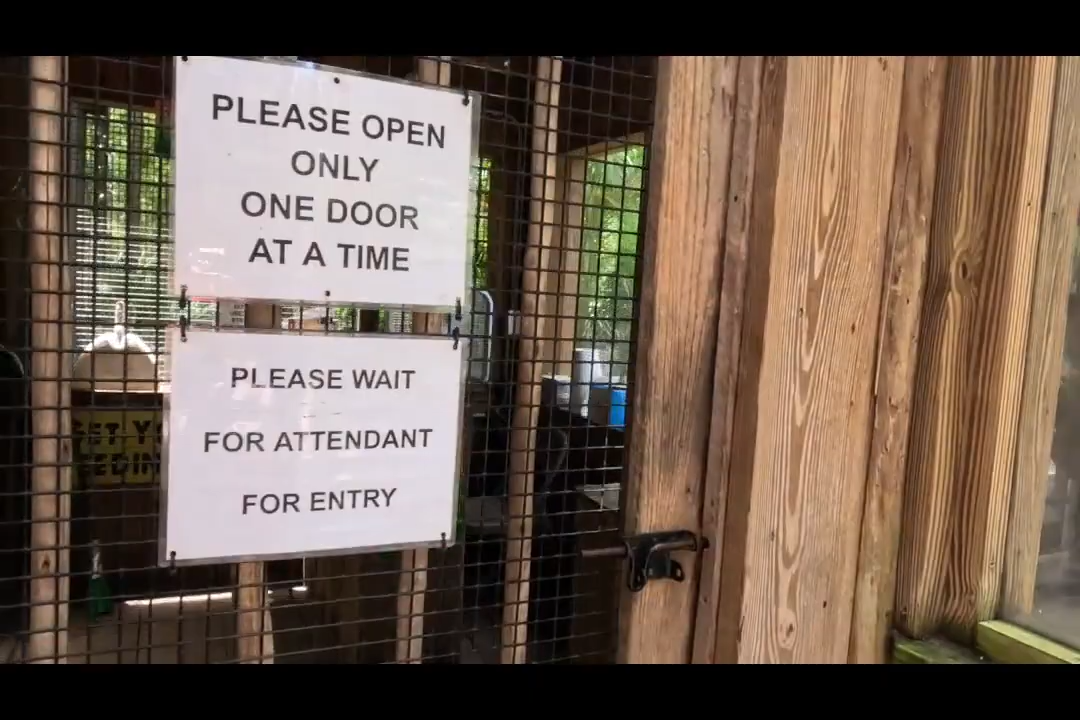 PLEASE OPEN
ONLY
ONE DOOR
AT A TIME
PLEASE WAIT
FOR ATTENDANT
FOR ENTRY